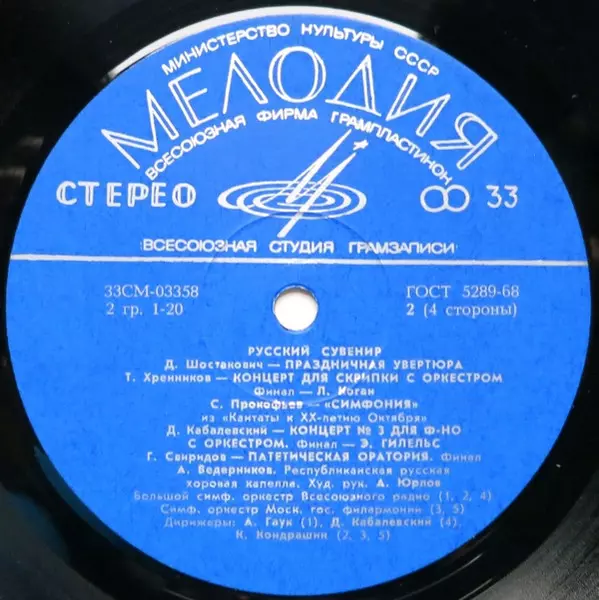 МИНИСТЕРСТВО КУЛЬТУРЫ СССР
МЕЛОДИЯ
ВСЕСОЮЗНАЯ ФИРМА ГРАМПЛАСТИНОК
СТЕРЕО 33
ВСЕСОЮЗНАЯ СТУДИЯ ГРАМЗАПИСИ
33СМ-03358 ГОСТ 5289-68
2 гр. 1-20 2 (4 стороны)
РУССКИЙ СУВЕНИР
Д. Шостакович — ПРАЗДНИЧНАЯ УВЕРТЮРА
Т. Хренников — КОНЦЕРТ ДЛЯ СКРИПКИ С ОРКЕСТРОМ
Финал — Л. Коган
С. Прокофьев — «СИМФОНИЯ»
из «Кантаты к XX-летию Октября»
Д. Кабалевский — КОНЦЕРТ № 3 ДЛЯ Ф-НО
С ОРКЕСТРОМ. Финал — Э. ГИЛЕЛЬС
Г. Свиридов — ПАТЕТИЧЕСКАЯ ОРАТОРИЯ. Финал
А. Ведерников. Республиканская русская
хоровая капелла. Худ. рук. А. Юрлов
Большой симф. оркестр Всесоюзного радио (1, 2, 4)
Симф. оркестр Моск. гос. филармонии (3, 5)
Дирижеры: А. Гаук (1), Д. Кабалевский (4),
К. Кондрашин (2, 3, 5)